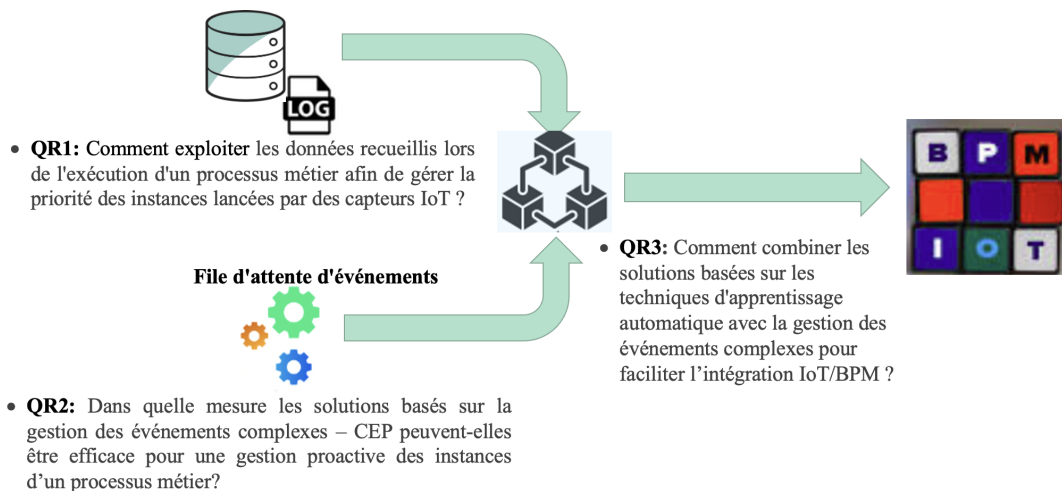 LOG
• QR1: Comment exploiter les données recueillis lors
de l'exécution d'un processus métier afin de gérer la
priorité des instances lancées par des capteurs IoT ?
File d'attente d'événements
• QR2: Dans quelle mesure les solutions basés sur la
gestion des événements complexes – CEP peuvent-elles
être efficace pour une gestion proactive des instances
d’un processus métier?
• QR3: Comment combiner les
solutions basées sur les
techniques d'apprentissage
automatique avec la gestion des
événements complexes pour
faciliter l’intégration IoT/BPM ?
B P M
I O T